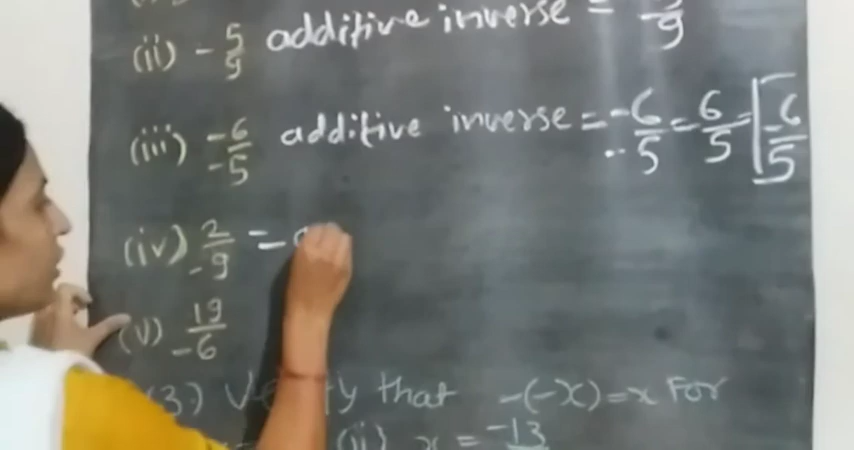 (ii) -5/9 additive inverse = 5/9
(iii) -6/-5 additive inverse = -6/-5 = 6/5 = -6/5
(iv) 2/-9 =
(v) 19/-6
(3.) Verify that -(-x)=x For
(ii) x = -13